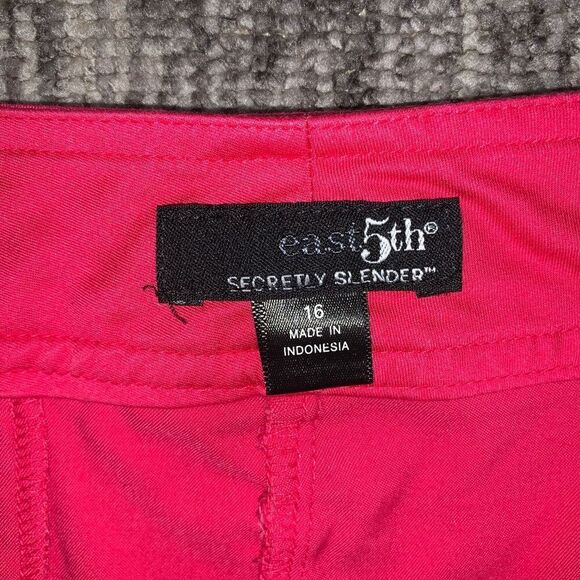 east5th®
SECRETLY SLENDER™
16
MADE IN
INDONESIA